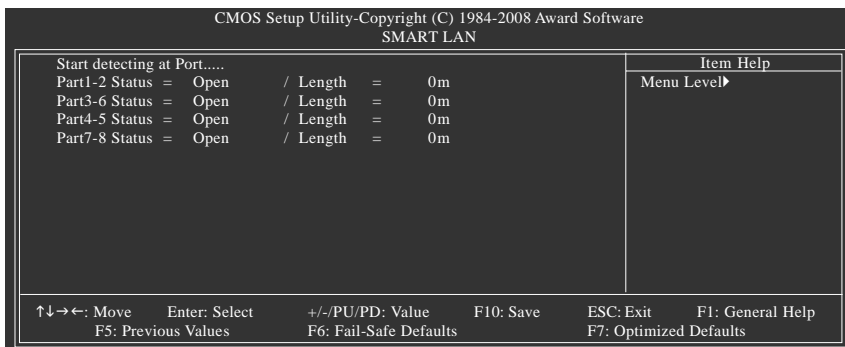 CMOS Setup Utility-Copyright (C) 1984-2008 Award Software
SMART LAN
Start detecting at Port.....
Part1-2 Status = Open / Length = 0m
Part3-6 Status = Open / Length = 0m
Part4-5 Status = Open / Length = 0m
Part7-8 Status = Open / Length = 0m
Item Help
Menu Level▶
↑↓→←: Move Enter: Select +/-/PU/PD: Value F10: Save ESC: Exit F1: General Help
F5: Previous Values F6: Fail-Safe Defaults F7: Optimized Defaults